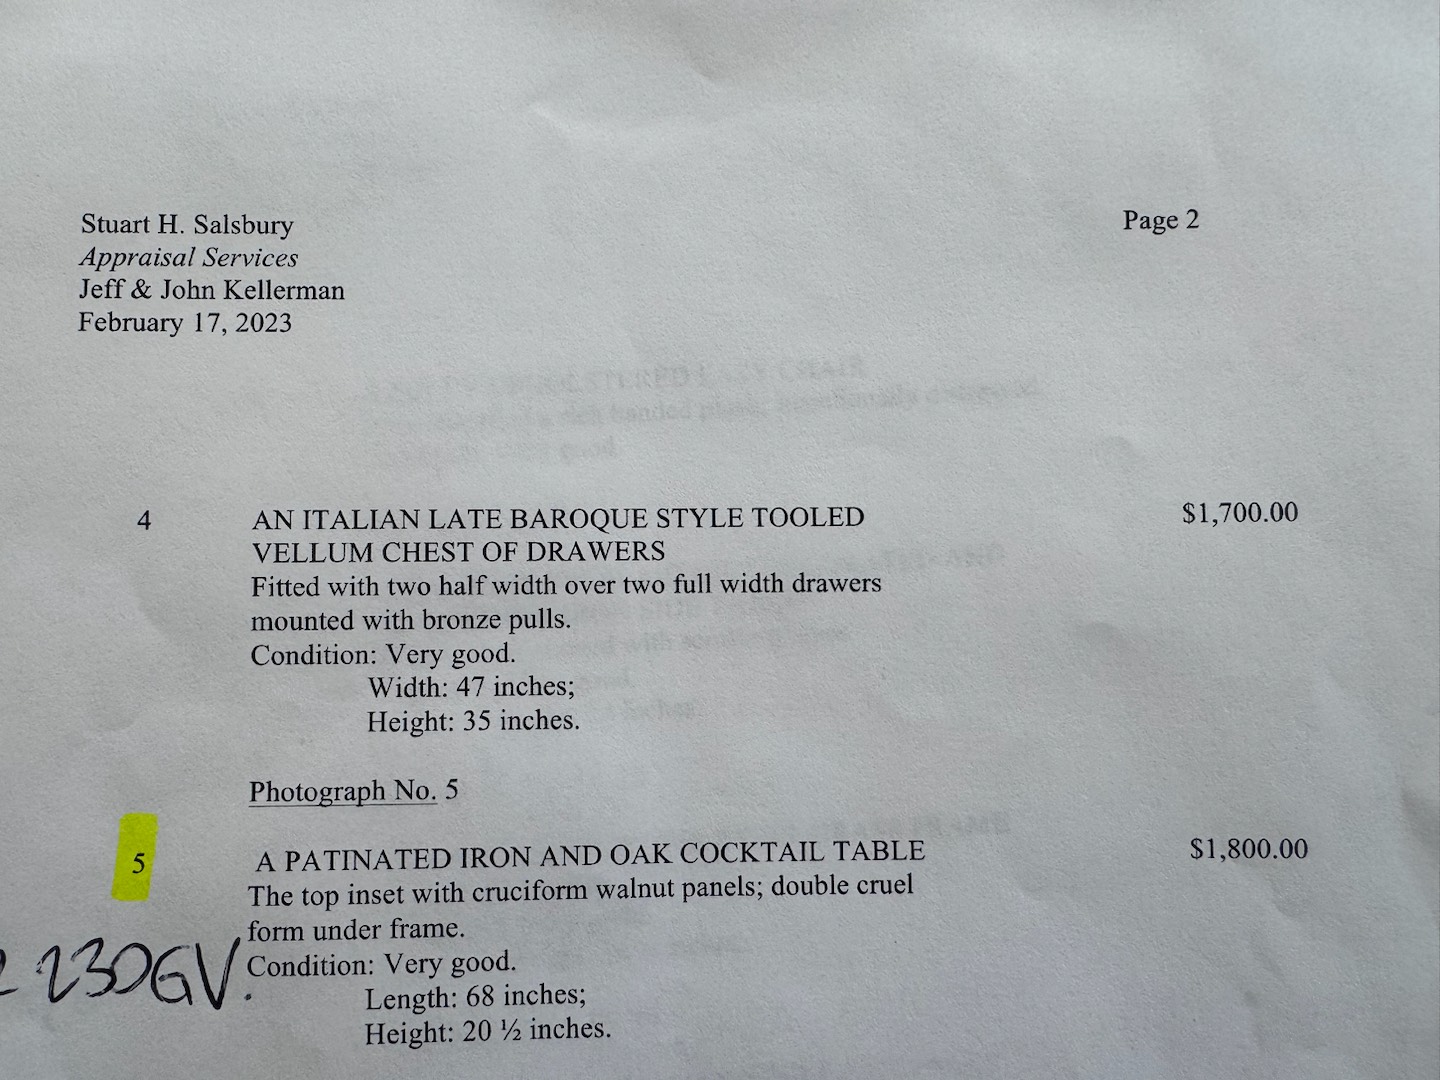 Stuart H. Salsbury
Page 2
Appraisal Services
Jeff & John Kellerman
February 17, 2023
4 AN ITALIAN LATE BAROQUE STYLE TOOLED $1,700.00
VELLUM CHEST OF DRAWERS
Fitted with two half width over two full width drawers
mounted with bronze pulls.
Condition: Very good.
Width: 47 inches;
Height: 35 inches.
Photograph No. 5
5 A PATINATED IRON AND OAK COCKTAIL TABLE $1,800.00
The top inset with cruciform walnut panels; double cruel
form under frame.
230GV.
Condition: Very good.
Length: 68 inches;
Height: 20 ½ inches.